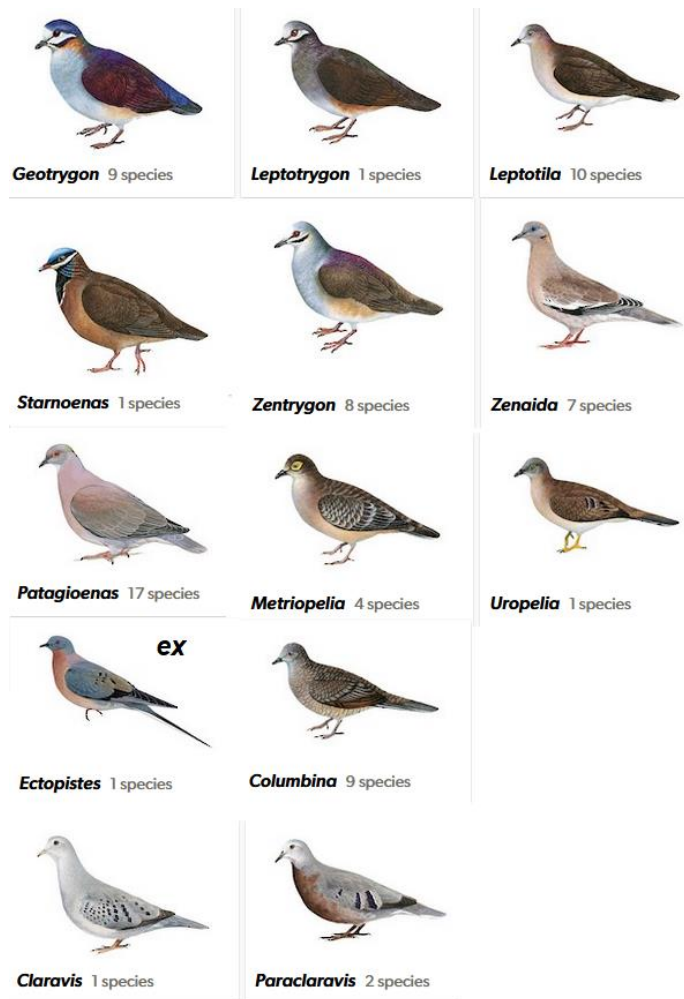 Geotrygon 9 species
Leptotrygon 1 species
Leptotila 10 species
Starnoenas 1 species
Zentrygon 8 species
Zenaida 7 species
Patagioenas 17 species
Metriopelia 4 species
Uropelia 1 species
ex
Ectopistes 1 species
Columbina 9 species
Claravis 1 species
Paraclaravis 2 species